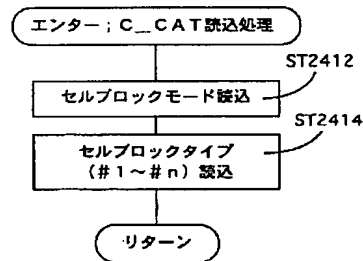 エンター；C＿CAT読込処理
ST2412
セルブロックモード読込
ST2414
セルブロックタイプ
（#1～#n）読込
リターン